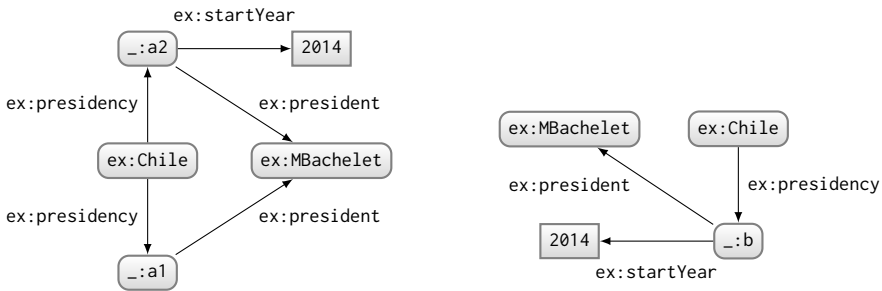 ex:startYear
_:a2
2014
ex:presidency
ex:president
ex:Chile
ex:MBachelet
ex:presidency
ex:president
_:a1
ex:MBachelet
ex:Chile
ex:president
ex:presidency
2014
_:b
ex:startYear